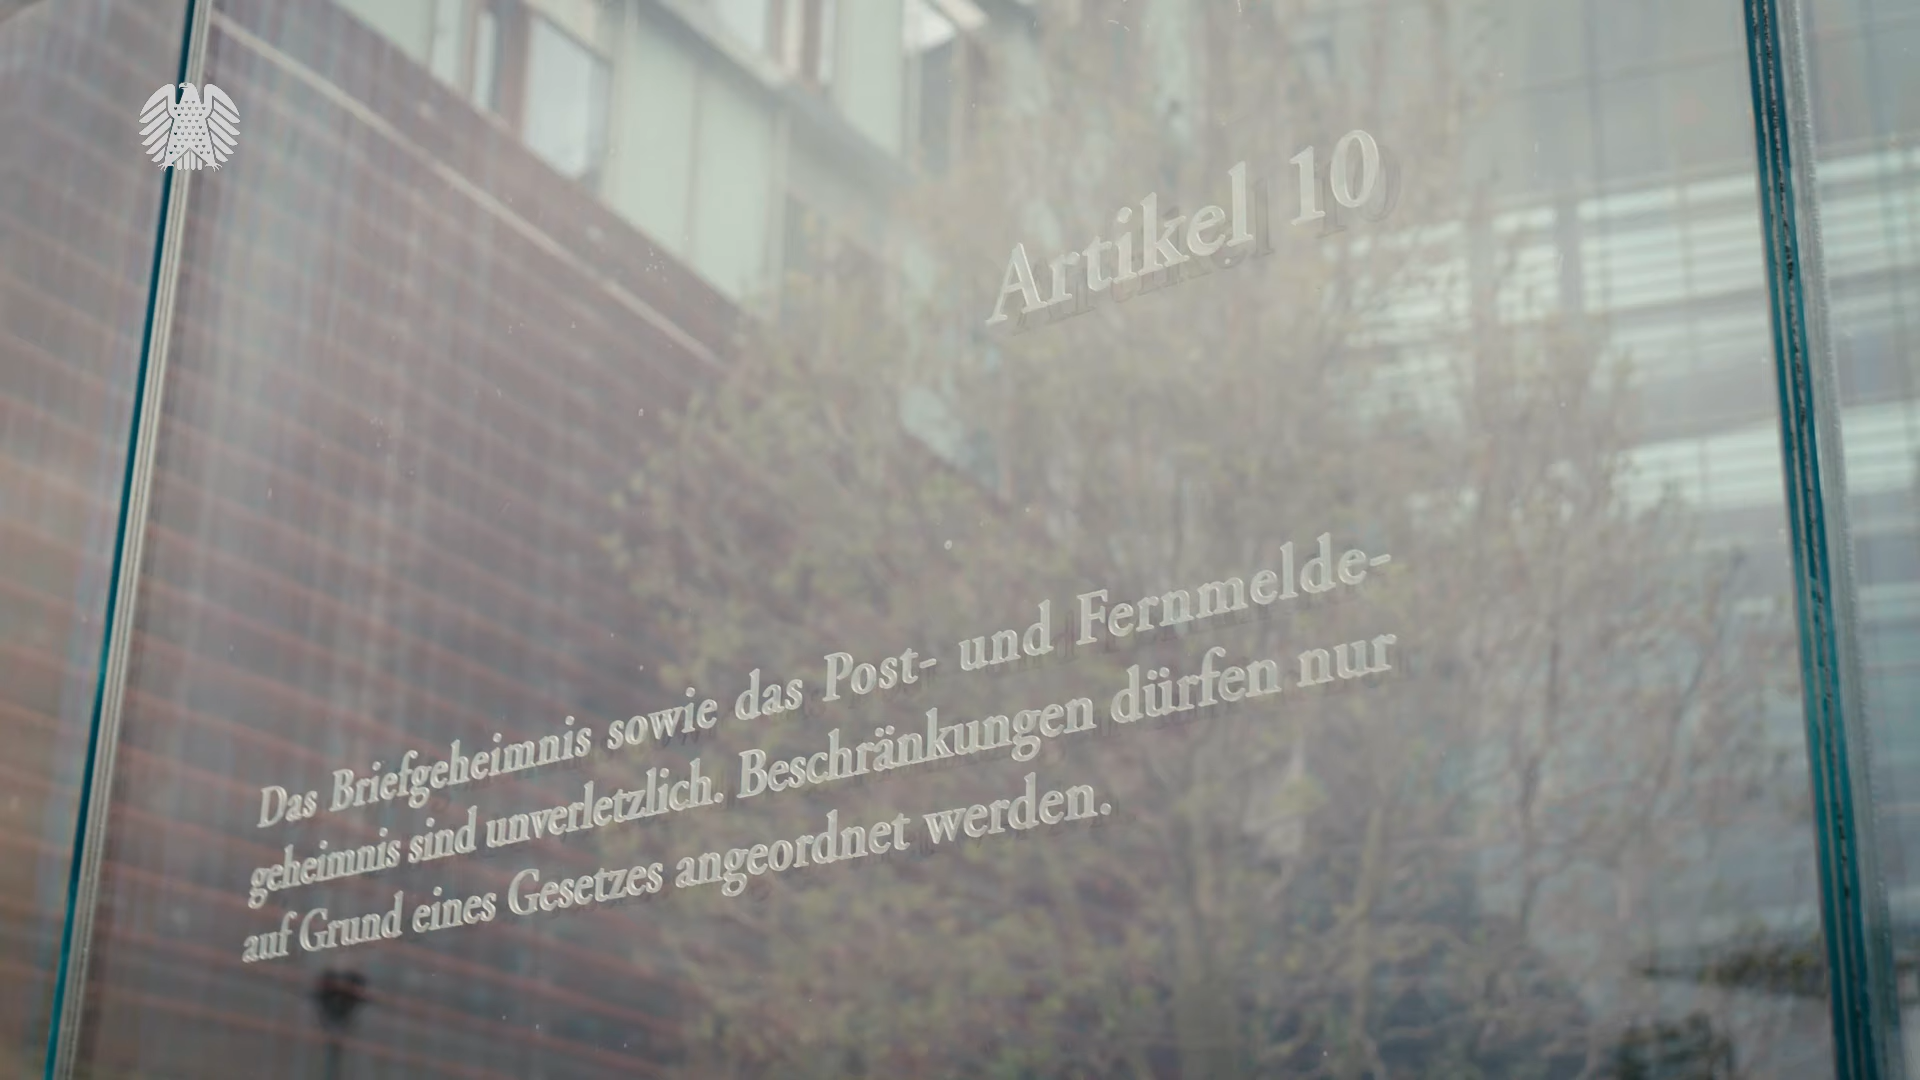 Artikel 10
Das Briefgeheimnis sowie das Post- und Fernmelde-
geheimnis sind unverletzlich. Beschränkungen dürfen nur
auf Grund eines Gesetzes angeordnet werden.